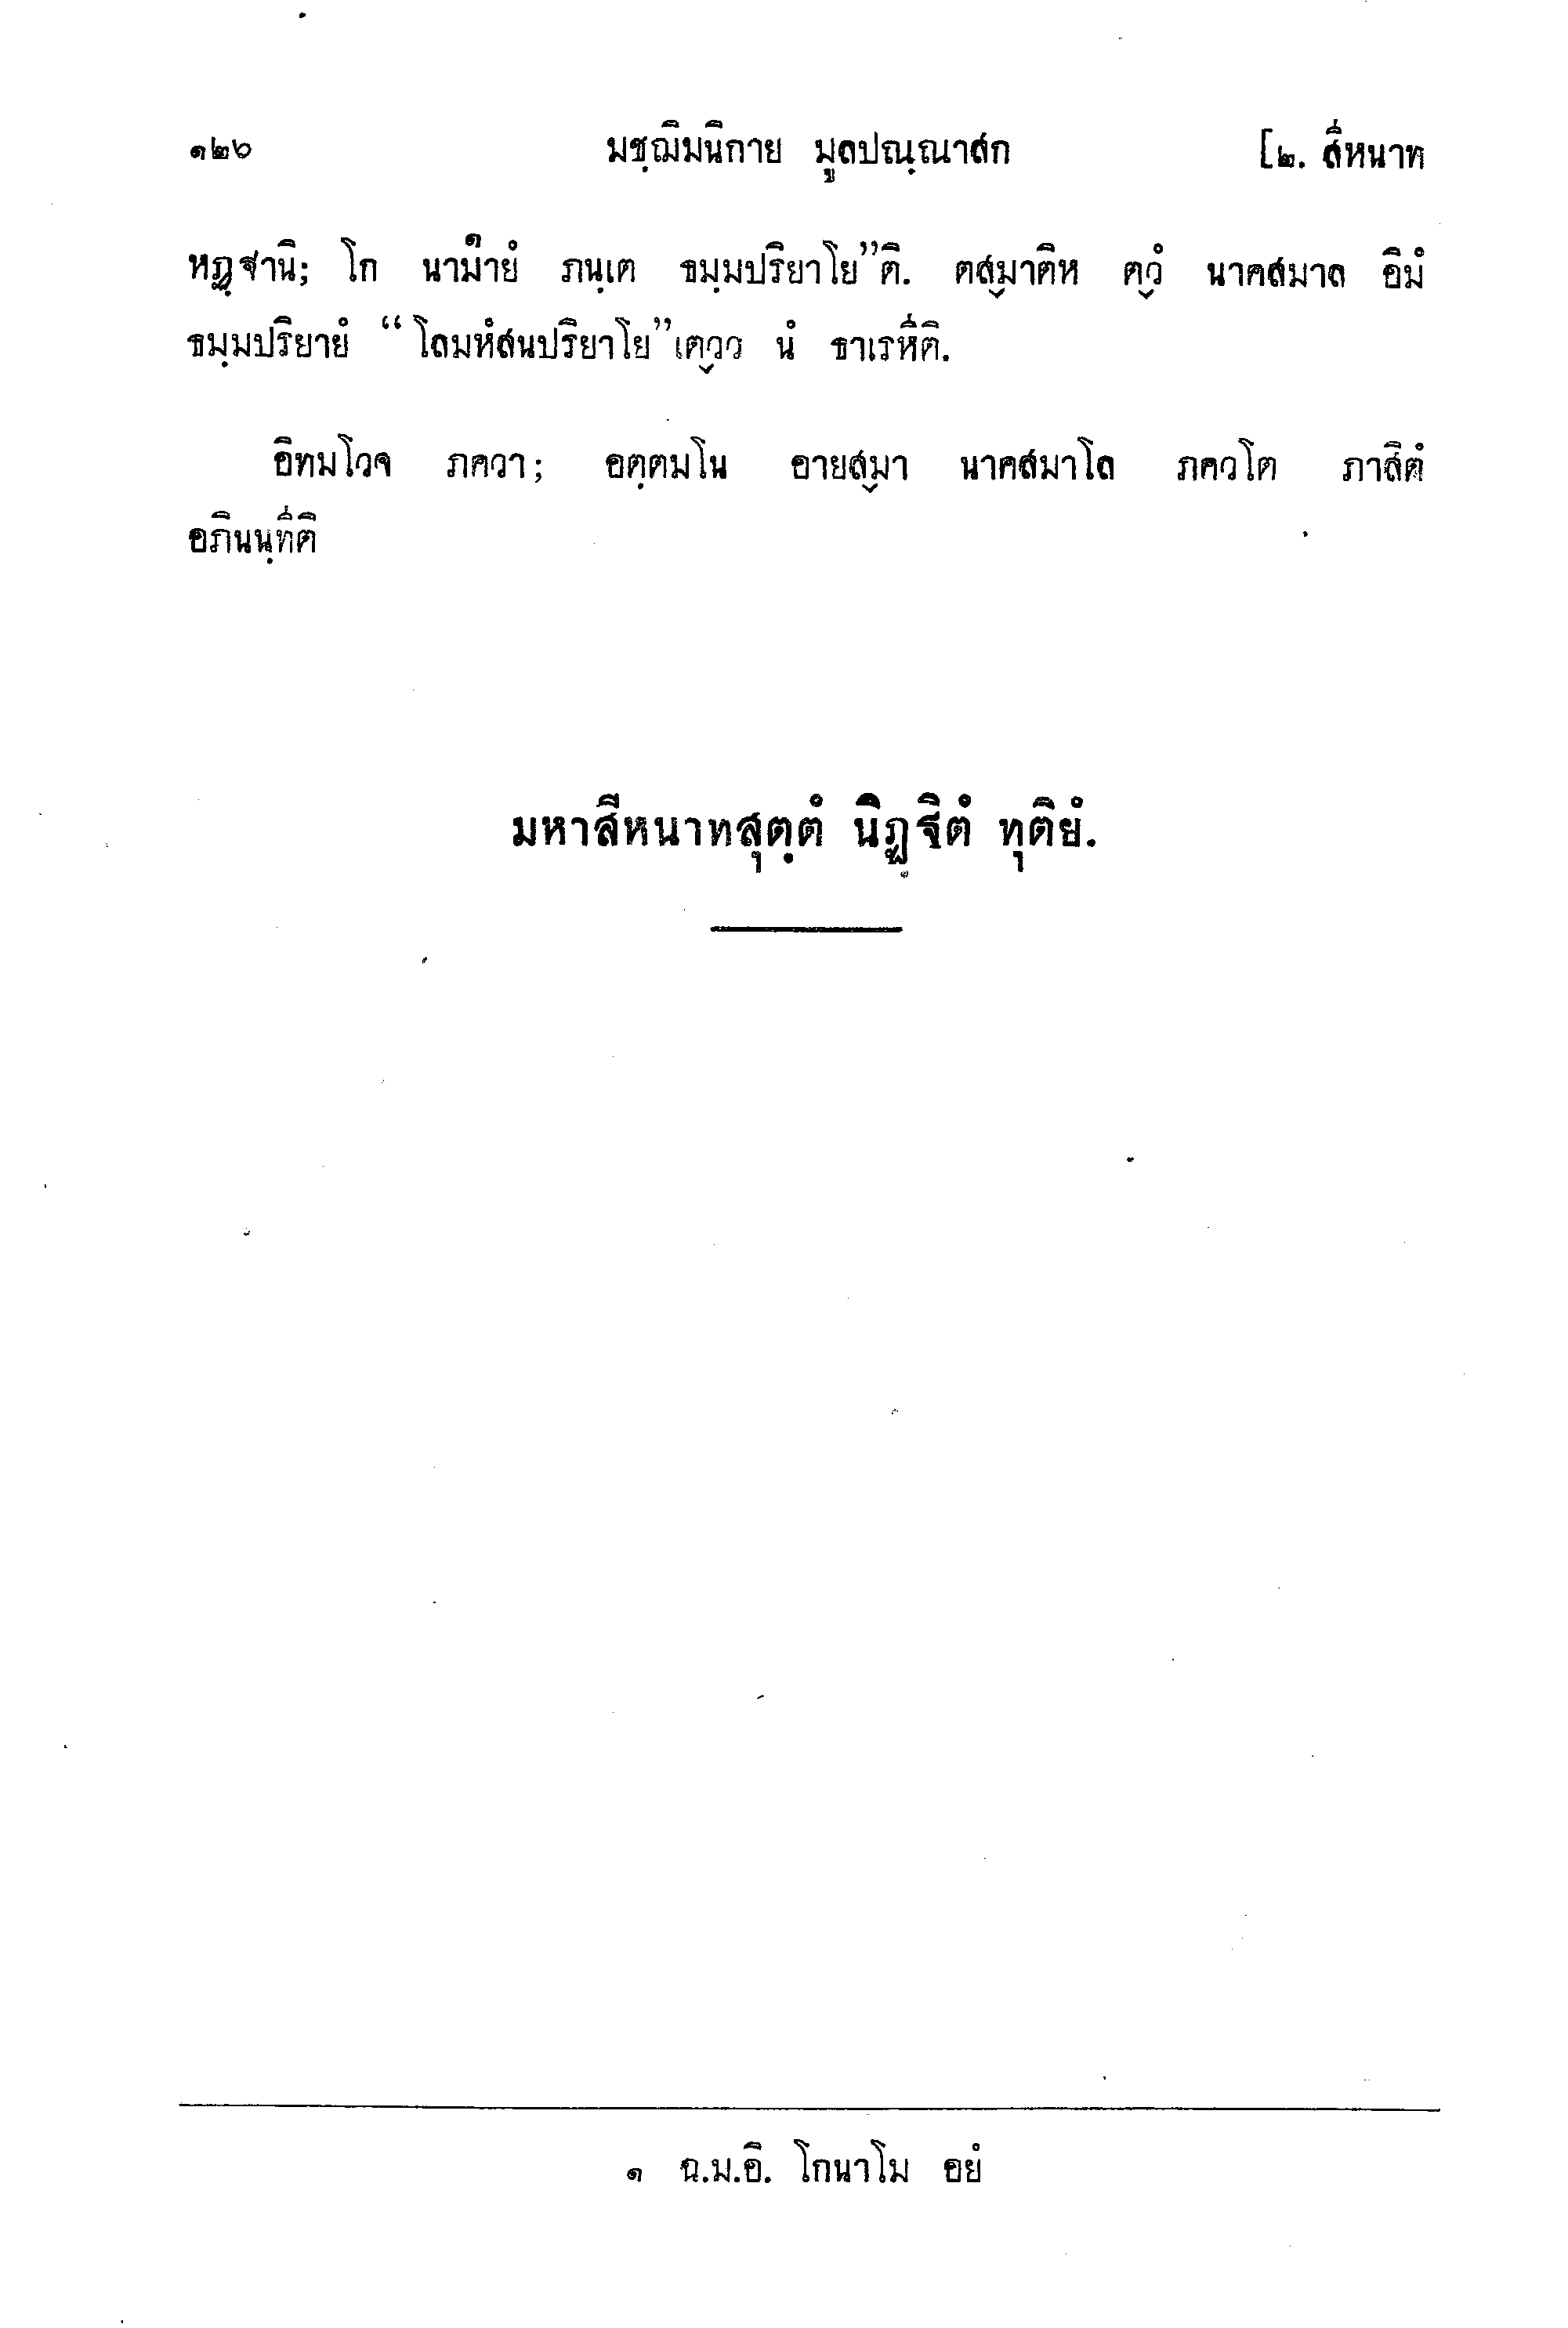 ๑๒๖ มชฺฌิมนิกาย มูลปณฺณาสก [๒. สีหนาท
หฏฺฐานิ; โก นามายํ๑ ภนฺเต ธมฺมปริยาโย”ติ. ตสฺมาติห ตฺวํ นาคสมาล อิมํ
ธมฺมปริยายํ “โลมหํสนปริยาโย”เตฺวว นํ ธาเรหีติ.
อิทมโวจ ภควา; อตฺตมโน อายสฺมา นาคสมาโล ภควโต ภาสิตํ
อภินนฺทีติ
มหาสีหนาทสุตฺตํ นิฏฺฐิตํ ทุติยํ.
๑ ฉ.ม.อิ. โกนาโม อยํ